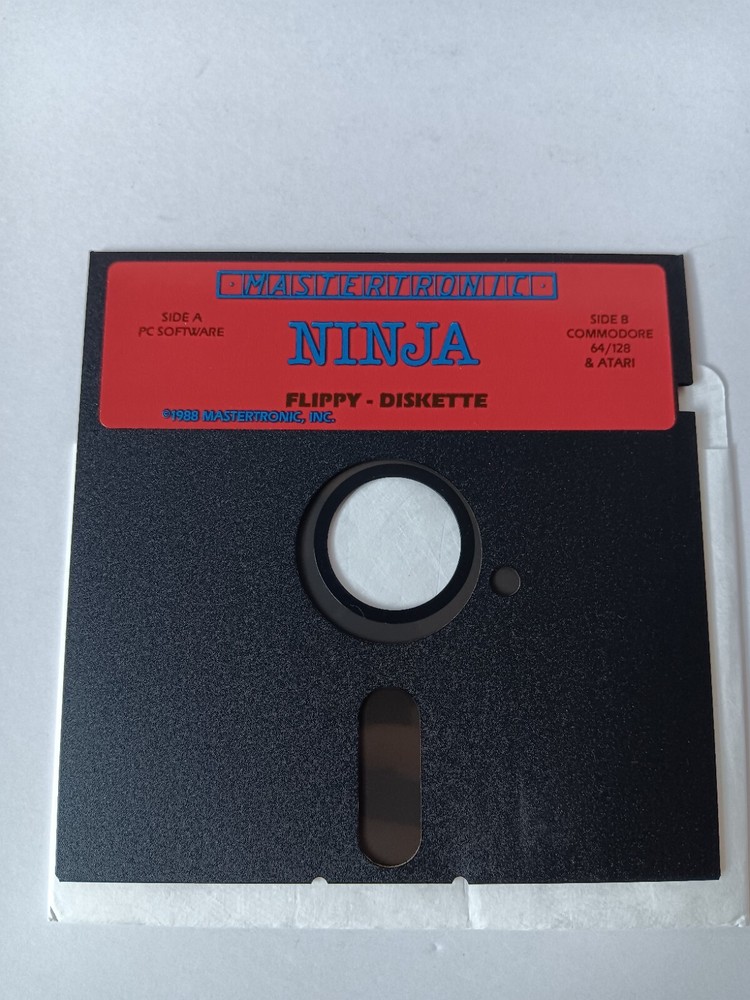 MASTERTRONIC
SIDE A
PC SOFTWARE
NINJA
SIDE B
COMMODORE
64/128
& ATARI
FLIPPY - DISKETTE
©1988 MASTERTRONIC, INC.